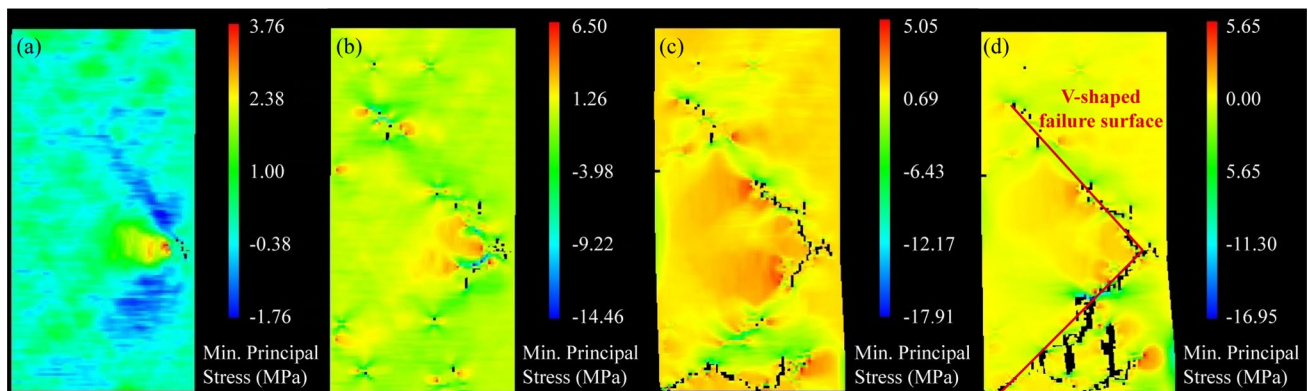 (a)
3.76
2.38
1.00
-0.38
-1.76
Min. Principal
Stress (MPa)
(b)
6.50
1.26
-3.98
-9.22
-14.46
Min. Principal
Stress (MPa)
(c)
5.05
0.69
-6.43
-12.17
-17.91
Min. Principal
Stress (MPa)
(d)
V-shaped
failure surface
5.65
0.00
5.65
-11.30
-16.95
Min. Principal
Stress (MPa)